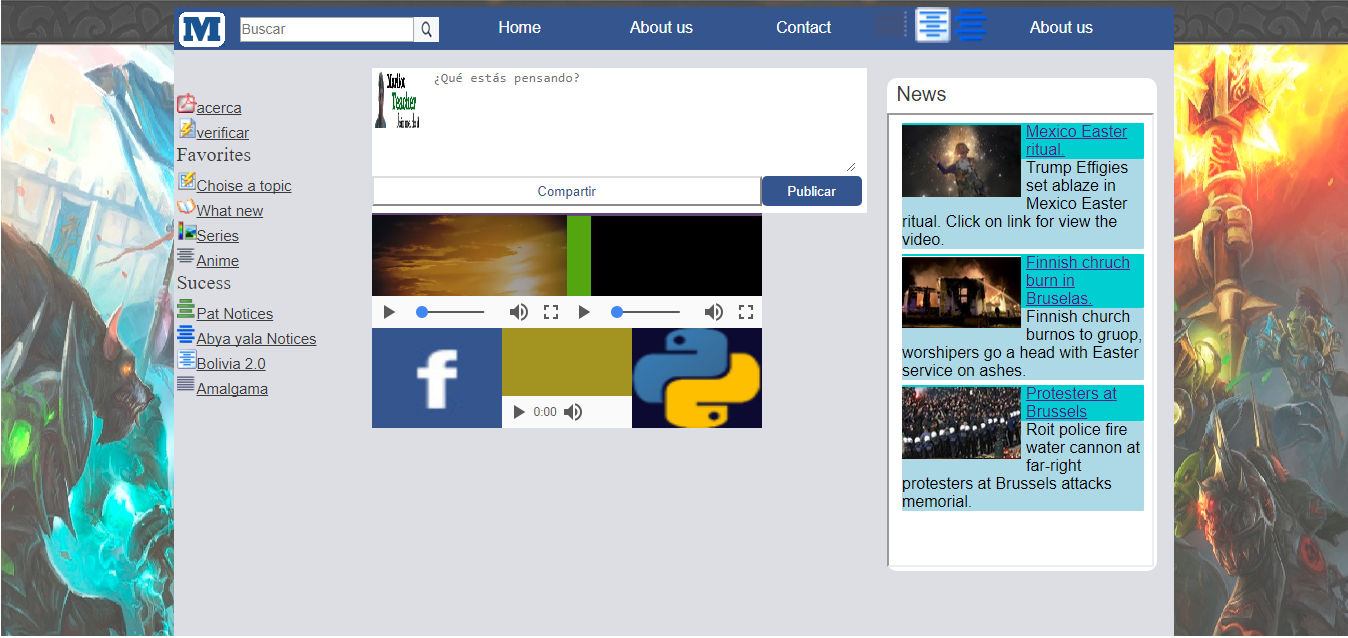 M
Buscar
Home
About us
Contact
About us
acerca
verificar
Favorites
Choise a topic
What new
Series
Anime
Sucess
Pat Notices
Abya yala Notices
Bolivia 2.0
Amalgama
Teacher
¿Qué estás pensando?
Compartir
Publicar
f
0:00
News
Mexico Easter
ritual.
Trump Effigies
set ablaze in
Mexico Easter
ritual. Click on link for view the
video.
Finnish chruch
burn in
Bruselas.
Finnish church
burnos to gruop,
worshipers go a head with Easter
service on ashes.
Protesters at
Brussels
Roit police fire
water cannon at
far-right
protesters at Brussels attacks
memorial.